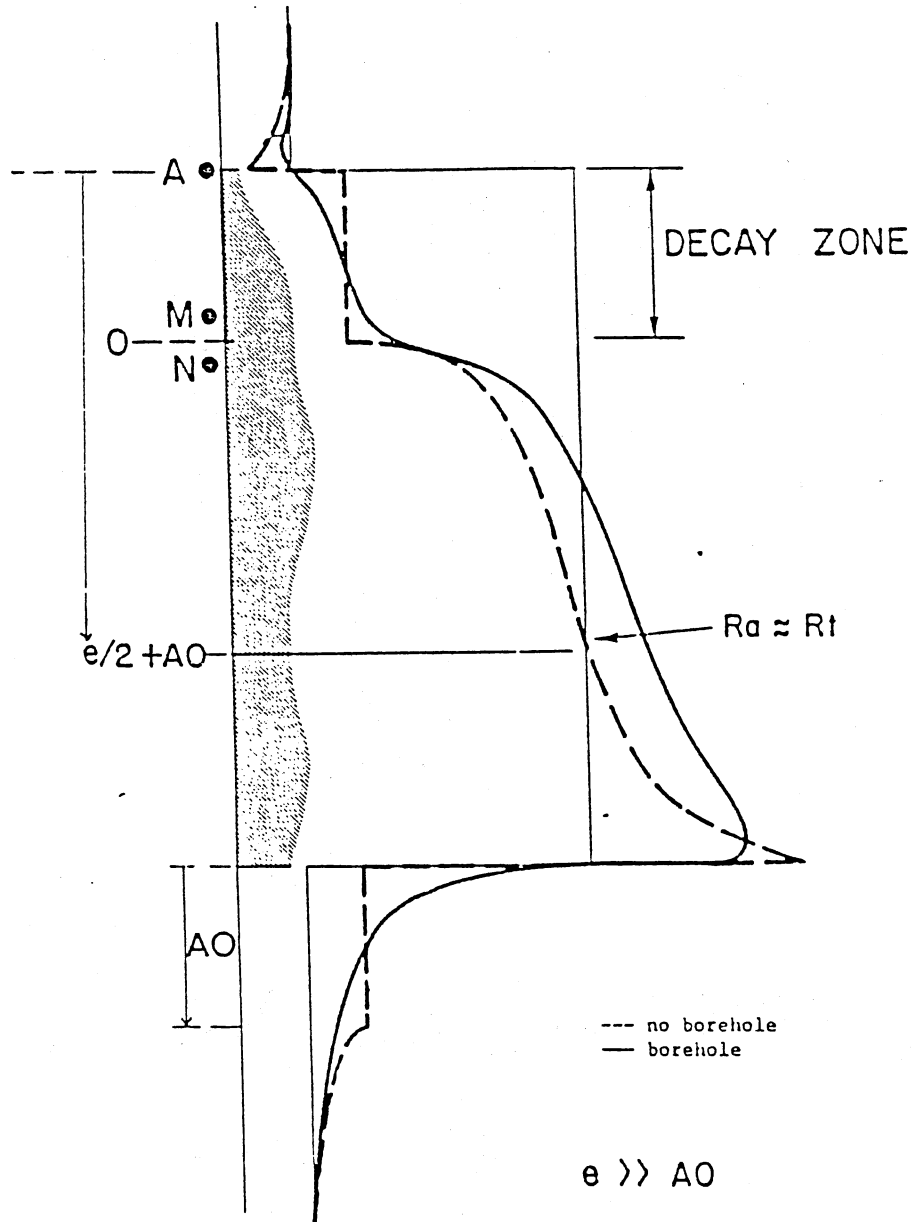 A
DECAY ZONE
M
O
N
Ra ≈ Rt
e/2 + AO
AO
--- no borehole
— borehole
e >> AO